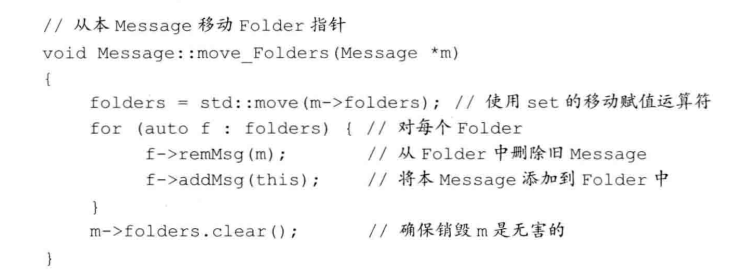 // 从本 Message 移动 Folder 指针
void Message::move_Folders(Message *m)
{
    folders = std::move(m->folders); // 使用 set 的移动赋值运算符
    for (auto f : folders) { // 对每个 Folder
        f->remMsg(m);        // 从 Folder 中删除旧 Message
        f->addMsg(this);     // 将本 Message 添加到 Folder 中
    }
    m->folders.clear();      // 确保销毁 m 是无害的
}